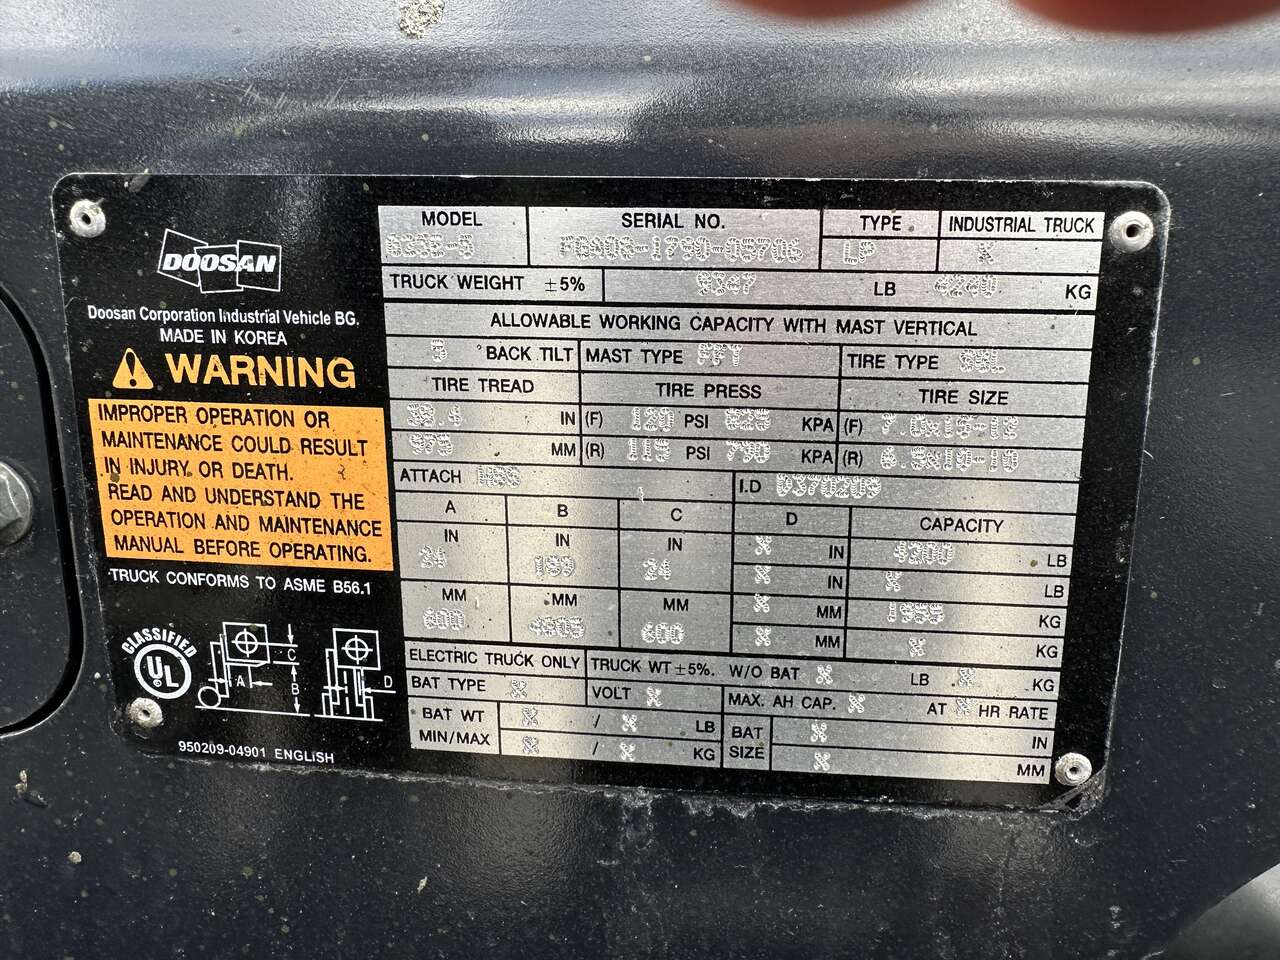 MODEL SERIAL NO. TYPE INDUSTRIAL TRUCK
LP X
TRUCK WEIGHT ±5% LB KG
ALLOWABLE WORKING CAPACITY WITH MAST VERTICAL
° BACK TILT MAST TYPE FFT TIRE TYPE
TIRE TREAD TIRE PRESS TIRE SIZE
IN (F) PSI KPA (F)
MM (R) PSI KPA (R)
ATTACH I.D
A B C D CAPACITY
IN IN IN X IN 4200 LB
24 189 24 X IN X LB
MM MM MM X MM KG
600 600 X MM X KG
ELECTRIC TRUCK ONLY TRUCK WT ±5%. W/O BAT X LB X KG
BAT TYPE X VOLT X MAX. AH CAP. X AT X HR RATE
BAT WT MIN/MAX X / X LB BAT SIZE X IN
X / X KG X MM
DOOSAN
Doosan Corporation Industrial Vehicle BG.
MADE IN KOREA
WARNING
IMPROPER OPERATION OR
MAINTENANCE COULD RESULT
IN INJURY OR DEATH.
READ AND UNDERSTAND THE
OPERATION AND MAINTENANCE
MANUAL BEFORE OPERATING.
TRUCK CONFORMS TO ASME B56.1
CLASSIFIED
UL
A B C D
950209-04901 ENGLISH